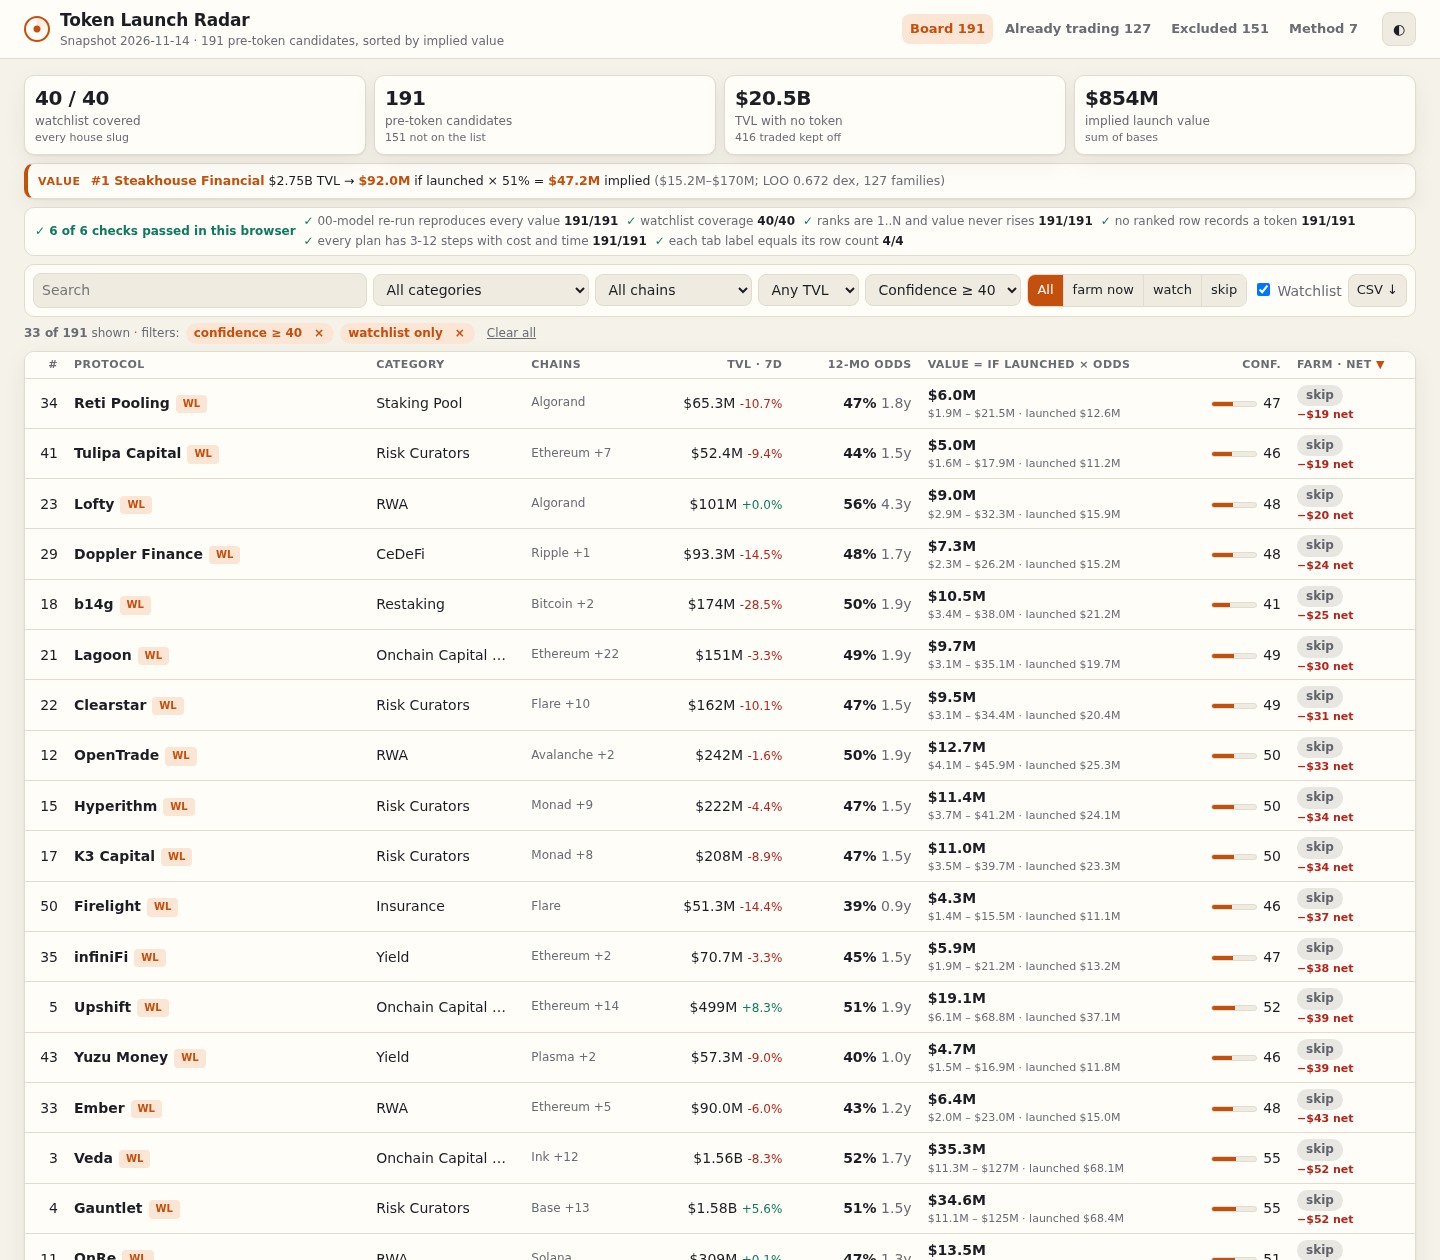 Token Launch Radar
Snapshot 2026-11-14 · 191 pre-token candidates, sorted by implied value
Board 191 Already trading 127 Excluded 151 Method 7
40 / 40
watchlist covered
every house slug
191
pre-token candidates
151 not on the list
$20.5B
TVL with no token
416 traded kept off
$854M
implied launch value
sum of bases
VALUE #1 Steakhouse Financial $2.75B TVL → $92.0M if launched × 51% = $47.2M implied ($15.2M–$170M; LOO 0.672 dex, 127 families)
✓ 6 of 6 checks passed in this browser
✓ 00-model re-run reproduces every value 191/191 ✓ watchlist coverage 40/40 ✓ ranks are 1..N and value never rises 191/191 ✓ no ranked row records a token 191/191
✓ every plan has 3-12 steps with cost and time 191/191 ✓ each tab label equals its row count 4/4
Search All categories All chains Any TVL Confidence ≥ 40 All farm now watch skip Watchlist CSV ↓
33 of 191 shown · filters: confidence ≥ 40 × watchlist only × Clear all
# PROTOCOL CATEGORY CHAINS TVL · 7D 12-MO ODDS VALUE = IF LAUNCHED × ODDS CONF. FARM · NET ▼
34 Reti Pooling WL Staking Pool Algorand $65.3M -10.7% 47% 1.8y $6.0M 47 skip
$1.9M – $21.5M · launched $12.6M −$19 net
41 Tulipa Capital WL Risk Curators Ethereum +7 $52.4M -9.4% 44% 1.5y $5.0M 46 skip
$1.6M – $17.9M · launched $11.2M −$19 net
23 Lofty WL RWA Algorand $101M +0.0% 56% 4.3y $9.0M 48 skip
$2.9M – $32.3M · launched $15.9M −$20 net
29 Doppler Finance WL CeDeFi Ripple +1 $93.3M -14.5% 48% 1.7y $7.3M 48 skip
$2.3M – $26.2M · launched $15.2M −$24 net
18 b14g WL Restaking Bitcoin +2 $174M -28.5% 50% 1.9y $10.5M 41 skip
$3.4M – $38.0M · launched $21.2M −$25 net
21 Lagoon WL Onchain Capital ... Ethereum +22 $151M -3.3% 49% 1.9y $9.7M 49 skip
$3.1M – $35.1M · launched $19.7M −$30 net
22 Clearstar WL Risk Curators Flare +10 $162M -10.1% 47% 1.5y $9.5M 49 skip
$3.1M – $34.4M · launched $20.4M −$31 net
12 OpenTrade WL RWA Avalanche +2 $242M -1.6% 50% 1.9y $12.7M 50 skip
$4.1M – $45.9M · launched $25.3M −$33 net
15 Hyperithm WL Risk Curators Monad +9 $222M -4.4% 47% 1.5y $11.4M 50 skip
$3.7M – $41.2M · launched $24.1M −$34 net
17 K3 Capital WL Risk Curators Monad +8 $208M -8.9% 47% 1.5y $11.0M 50 skip
$3.5M – $39.7M · launched $23.3M −$34 net
50 Firelight WL Insurance Flare $51.3M -14.4% 39% 0.9y $4.3M 46 skip
$1.4M – $15.5M · launched $11.1M −$37 net
35 infiniFi WL Yield Ethereum +2 $70.7M -3.3% 45% 1.5y $5.9M 47 skip
$1.9M – $21.2M · launched $13.2M −$38 net
5 Upshift WL Onchain Capital ... Ethereum +14 $499M +8.3% 51% 1.9y $19.1M 52 skip
$6.1M – $68.8M · launched $37.1M −$39 net
43 Yuzu Money WL Yield Plasma +2 $57.3M -9.0% 40% 1.0y $4.7M 46 skip
$1.5M – $16.9M · launched $11.8M −$39 net
33 Ember WL RWA Ethereum +5 $90.0M -6.0% 43% 1.2y $6.4M 48 skip
$2.0M – $23.0M · launched $15.0M −$43 net
3 Veda WL Onchain Capital ... Ink +12 $1.56B -8.3% 52% 1.7y $35.3M 55 skip
$11.3M – $127M · launched $68.1M −$52 net
4 Gauntlet WL Risk Curators Base +13 $1.58B +5.6% 51% 1.5y $34.6M 55 skip
$11.1M – $125M · launched $68.4M −$52 net
11 OnRe WL RWA Solana $309M +0.1% 47% 1.3y $13.5M 51 skip